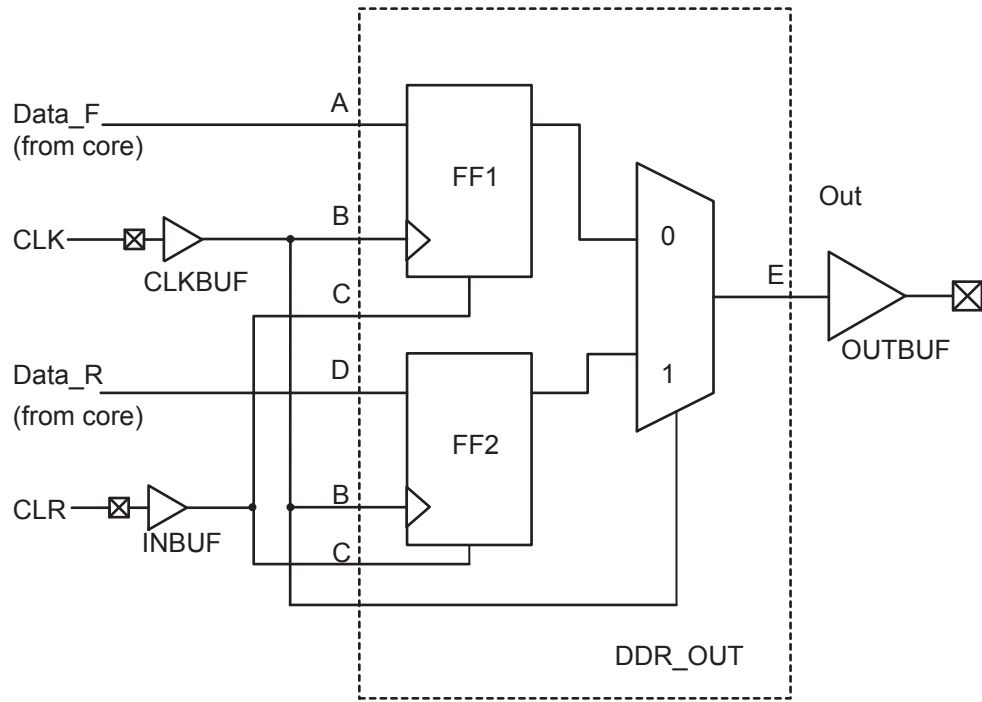 Data_F
(from core)
A
FF1
CLK
CLKBUF
B
C
0
Out
E
OUTBUF
Data_R
(from core)
D
1
FF2
CLR
INBUF
B
C
DDR_OUT